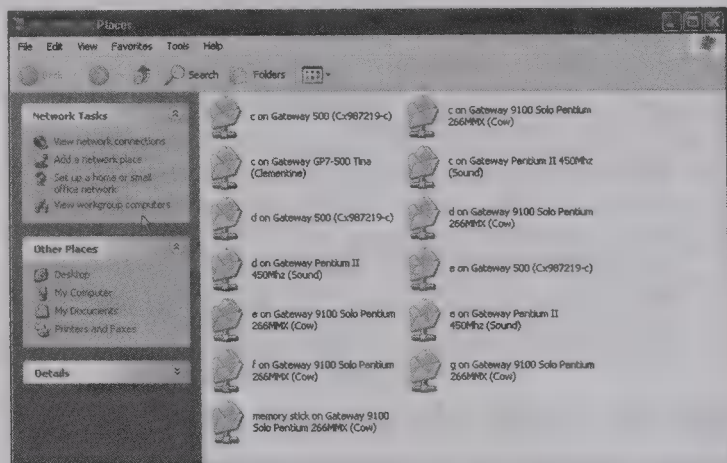 Places
File Edit View Favorites Tools Help
Search Folders
Network Tasks
View network connections
Add a network place
Set up a home or small
office network
View workgroup computers
Other Places
Desktop
My Computer
My Documents
Printers and Faxes
Details
c on Gateway 500 (Cx987219-c)
c on Gateway 9100 Solo Pentium
266MMX (Cow)
c on Gateway GP7-500 Tina
(Clementine)
c on Gateway Pentium II 450Mhz
(Sound)
d on Gateway 500 (Cx987219-c)
d on Gateway 9100 Solo Pentium
266MMX (Cow)
d on Gateway Pentium II
450Mhz (Sound)
e on Gateway 500 (Cx987219-c)
e on Gateway 9100 Solo Pentium
266MMX (Cow)
e on Gateway Pentium II
450Mhz (Sound)
f on Gateway 9100 Solo Pentium
266MMX (Cow)
g on Gateway 9100 Solo Pentium
266MMX (Cow)
memory stick on Gateway 9100
Solo Pentium 266MMX (Cow)